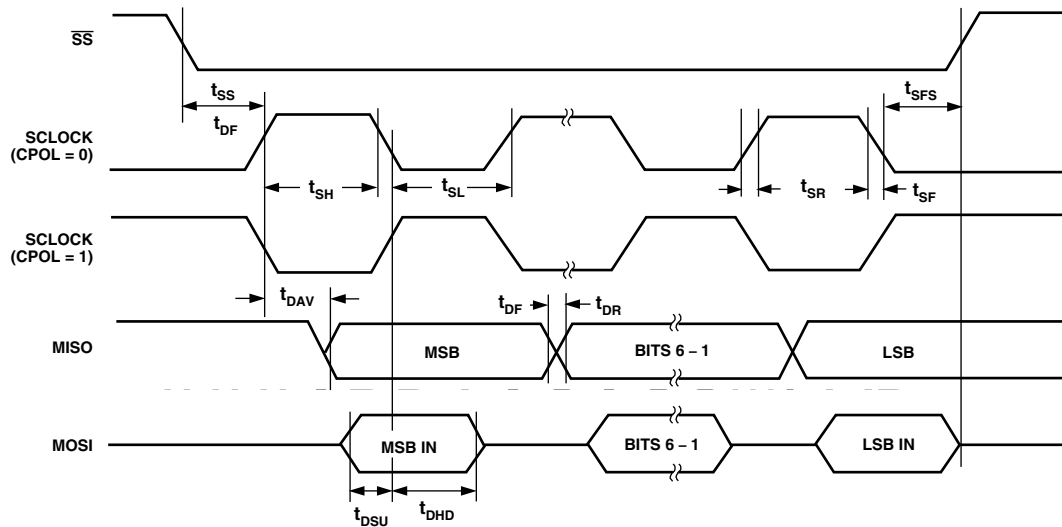 SS
tSS
tDF
tSFS
SCLOCK
(CPOL = 0)
tSH
tSL
tSR
tSF
SCLOCK
(CPOL = 1)
tDAV
tDF
tDR
MISO
MSB
BITS 6 – 1
LSB
MOSI
MSB IN
BITS 6 – 1
LSB IN
tDSU
tDHD